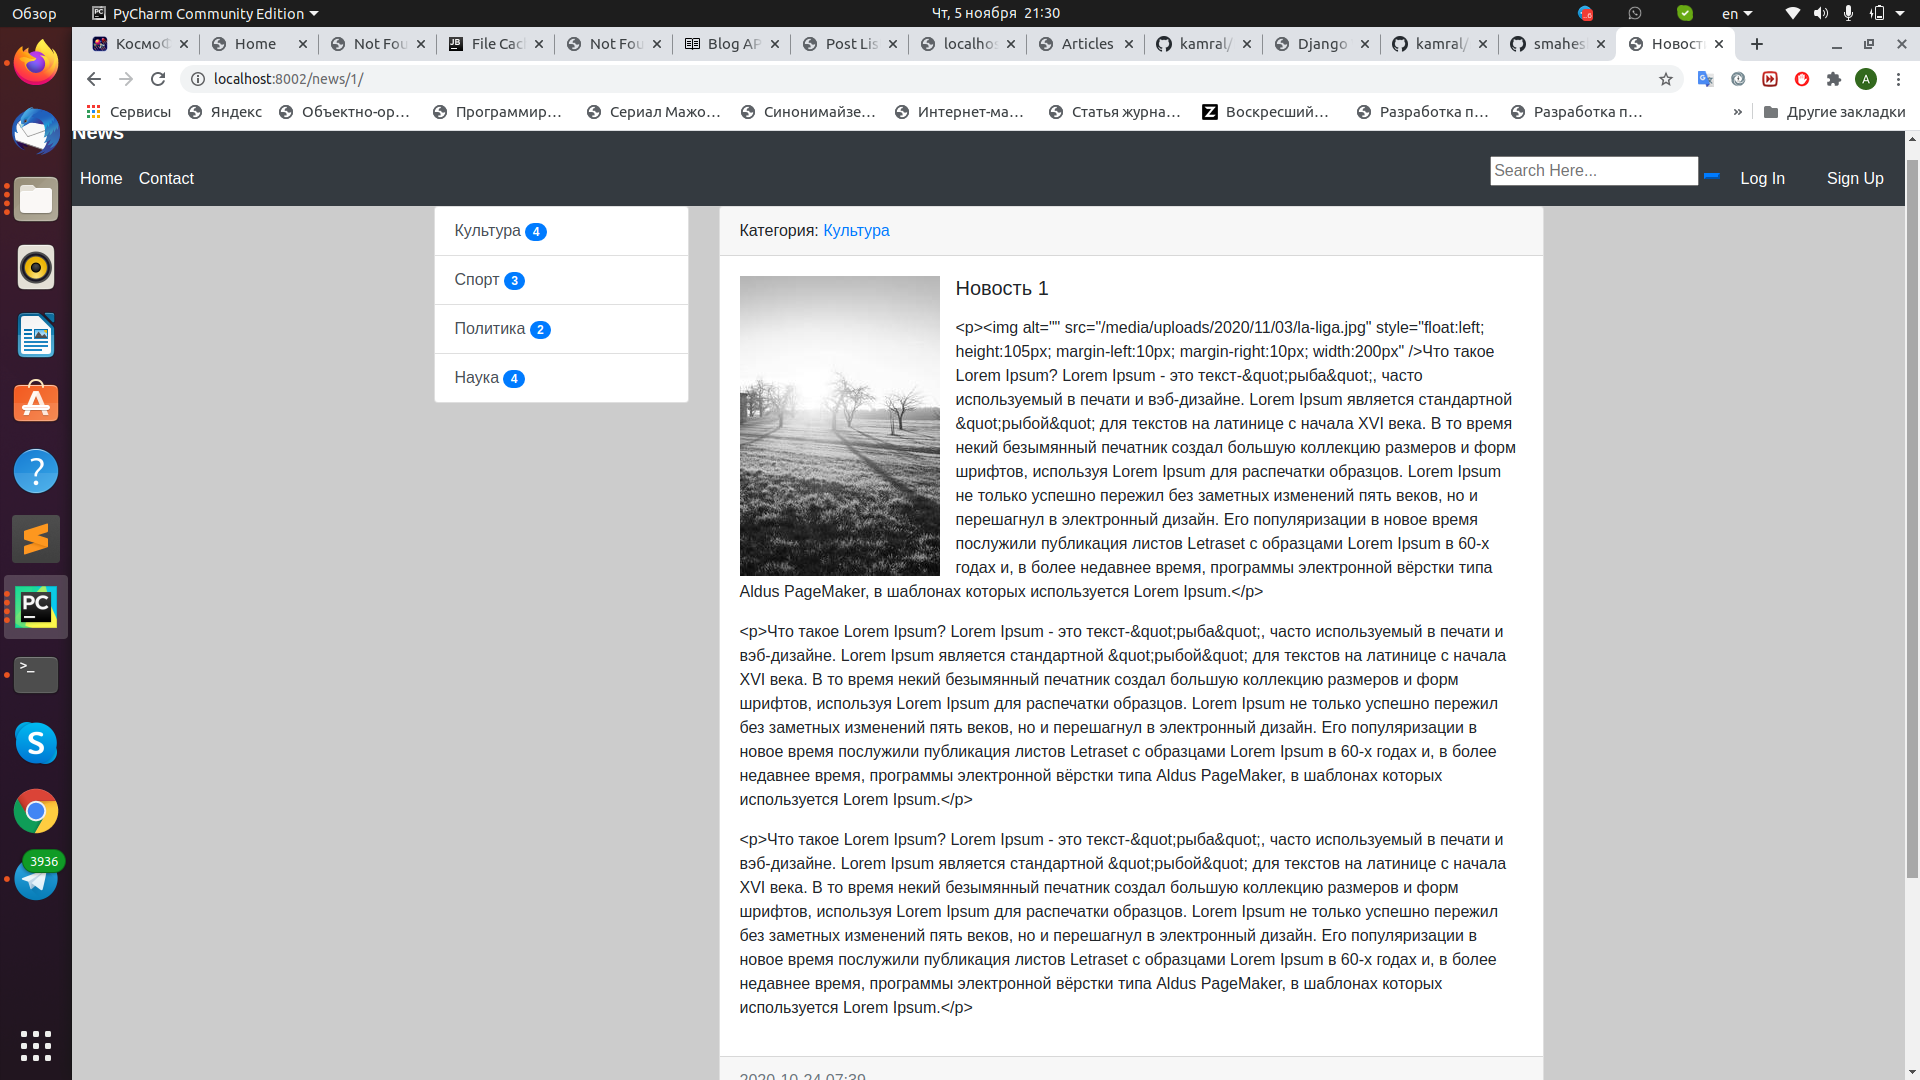 Обзор
PyCharm Community Edition
Чт, 5 ноября 21:30
en
КосмоФ
Home
Not Fou
File Cac
Not Fou
Blog AP
Post Lis
localhos
Articles
kamral/
Django
kamral/
smahesh
Новость
localhost:8002/news/1/
A
Сервисы
Яндекс
Объектно-ор…
Программир…
Сериал Мажо…
Синонимайзе…
Интернет-ма…
Статья журна…
Воскресший…
Разработка п…
Разработка п…
»
Другие закладки
News
Home
Contact
Search Here...
Log In
Sign Up
Культура 4
Спорт 3
Политика 2
Наука 4
Категория: Культура
Новость 1
<p><img alt="" src="/media/uploads/2020/11/03/la-liga.jpg" style="float:left;
height:105px; margin-left:10px; margin-right:10px; width:200px" />Что такое
Lorem Ipsum? Lorem Ipsum - это текст-&quot;рыба&quot;, часто
используемый в печати и вэб-дизайне. Lorem Ipsum является стандартной
&quot;рыбой&quot; для текстов на латинице с начала XVI века. В то время
некий безымянный печатник создал большую коллекцию размеров и форм
шрифтов, используя Lorem Ipsum для распечатки образцов. Lorem Ipsum
не только успешно пережил без заметных изменений пять веков, но и
перешагнул в электронный дизайн. Его популяризации в новое время
послужили публикация листов Letraset с образцами Lorem Ipsum в 60-х
годах и, в более недавнее время, программы электронной вёрстки типа
Aldus PageMaker, в шаблонах которых используется Lorem Ipsum.</p>
<p>Что такое Lorem Ipsum? Lorem Ipsum - это текст-&quot;рыба&quot;, часто используемый в печати и
вэб-дизайне. Lorem Ipsum является стандартной &quot;рыбой&quot; для текстов на латинице с начала
XVI века. В то время некий безымянный печатник создал большую коллекцию размеров и форм
шрифтов, используя Lorem Ipsum для распечатки образцов. Lorem Ipsum не только успешно пережил
без заметных изменений пять веков, но и перешагнул в электронный дизайн. Его популяризации в
новое время послужили публикация листов Letraset с образцами Lorem Ipsum в 60-х годах и, в более
недавнее время, программы электронной вёрстки типа Aldus PageMaker, в шаблонах которых
используется Lorem Ipsum.</p>
<p>Что такое Lorem Ipsum? Lorem Ipsum - это текст-&quot;рыба&quot;, часто используемый в печати и
вэб-дизайне. Lorem Ipsum является стандартной &quot;рыбой&quot; для текстов на латинице с начала
XVI века. В то время некий безымянный печатник создал большую коллекцию размеров и форм
шрифтов, используя Lorem Ipsum для распечатки образцов. Lorem Ipsum не только успешно пережил
без заметных изменений пять веков, но и перешагнул в электронный дизайн. Его популяризации в
новое время послужили публикация листов Letraset с образцами Lorem Ipsum в 60-х годах и, в более
недавнее время, программы электронной вёрстки типа Aldus PageMaker, в шаблонах которых
используется Lorem Ipsum.</p>
2020-10-24 07:39
3936